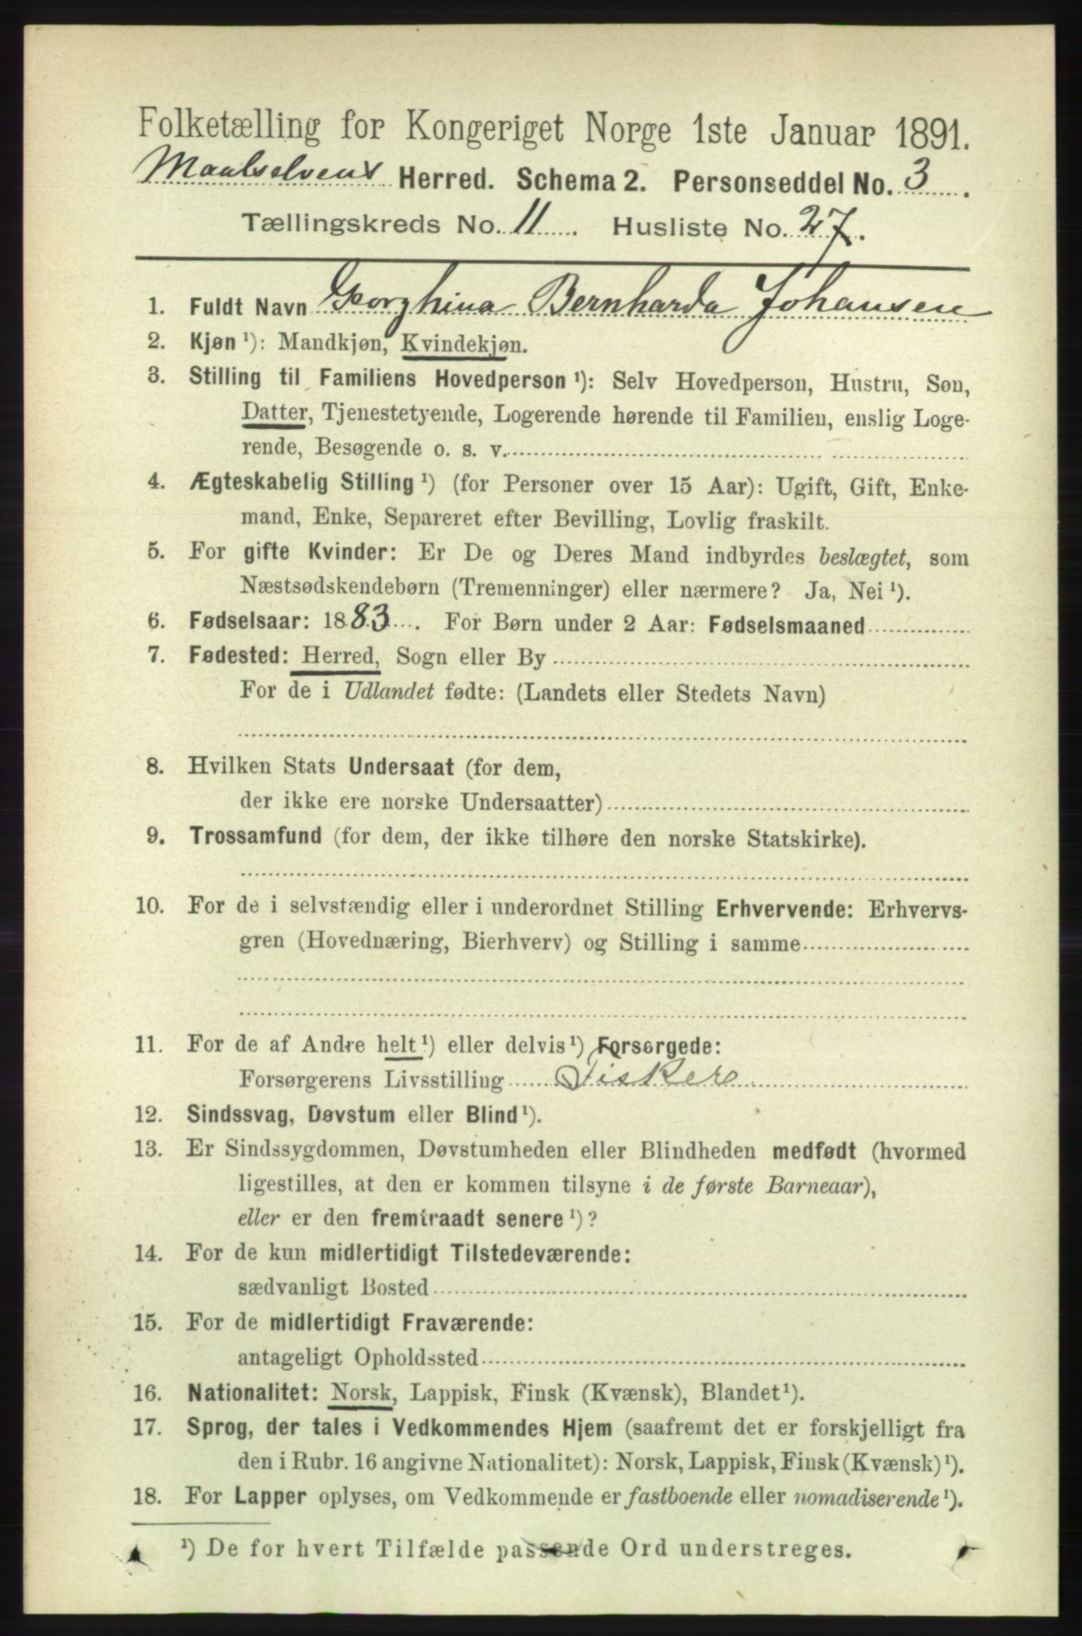 Folketælling for Kongeriget Norge 1ste Januar 1891.
Maalselvens Herred. Schema 2. Personseddel No. 3.
Tællingskreds No. 11. Husliste No. 27.
1. Fuldt Navn Georghina Bernharda Johansen
2. Kjøn ¹): Mandkjøn, Kvindekjøn.
3. Stilling til Familiens Hovedperson ¹): Selv Hovedperson, Hustru, Søn,
Datter, Tjenestetyende, Logerende hørende til Familien, enslig Loge-
rende, Besøgende o. s. v.
4. Ægteskabelig Stilling ¹) (for Personer over 15 Aar): Ugift, Gift, Enke-
mand, Enke, Separeret efter Bevilling, Lovlig fraskilt.
5. For gifte Kvinder: Er De og Deres Mand indbyrdes beslægtet, som
Næstsødskendebørn (Tremenninger) eller nærmere? Ja, Nei ¹).
6. Fødselsaar: 1883. For Børn under 2 Aar: Fødselsmaaned
7. Fødested: Herred, Sogn eller By
For de i Udlandet fødte: (Landets eller Stedets Navn)
8. Hvilken Stats Undersaat (for dem,
der ikke ere norske Undersaatter)
9. Trossamfund (for dem, der ikke tilhøre den norske Statskirke).
10. For de i selvstændig eller i underordnet Stilling Erhvervende: Erhvervs-
gren (Hovednæring, Bierhverv) og Stilling i samme
11. For de af Andre helt ¹) eller delvis ¹) Forsørgede:
Forsørgerens Livsstilling Fisker
12. Sindssvag, Døvstum eller Blind ¹).
13. Er Sindssygdommen, Døvstumheden eller Blindheden medfødt (hvormed
ligestilles, at den er kommen tilsyne i de første Barneaar),
eller er den fremtraadt senere ¹)?
14. For de kun midlertidigt Tilstedeværende:
sædvanligt Bosted
15. For de midlertidigt Fraværende:
antageligt Opholdssted
16. Nationalitet: Norsk, Lappisk, Finsk (Kvænsk), Blandet ¹).
17. Sprog, der tales i Vedkommendes Hjem (saafremt det er forskjelligt fra
den i Rubr. 16 angivne Nationalitet): Norsk, Lappisk, Finsk (Kvænsk) ¹).
18. For Lapper oplyses, om Vedkommende er fastboende eller nomadiserende ¹).
¹) De for hvert Tilfælde passende Ord understreges.